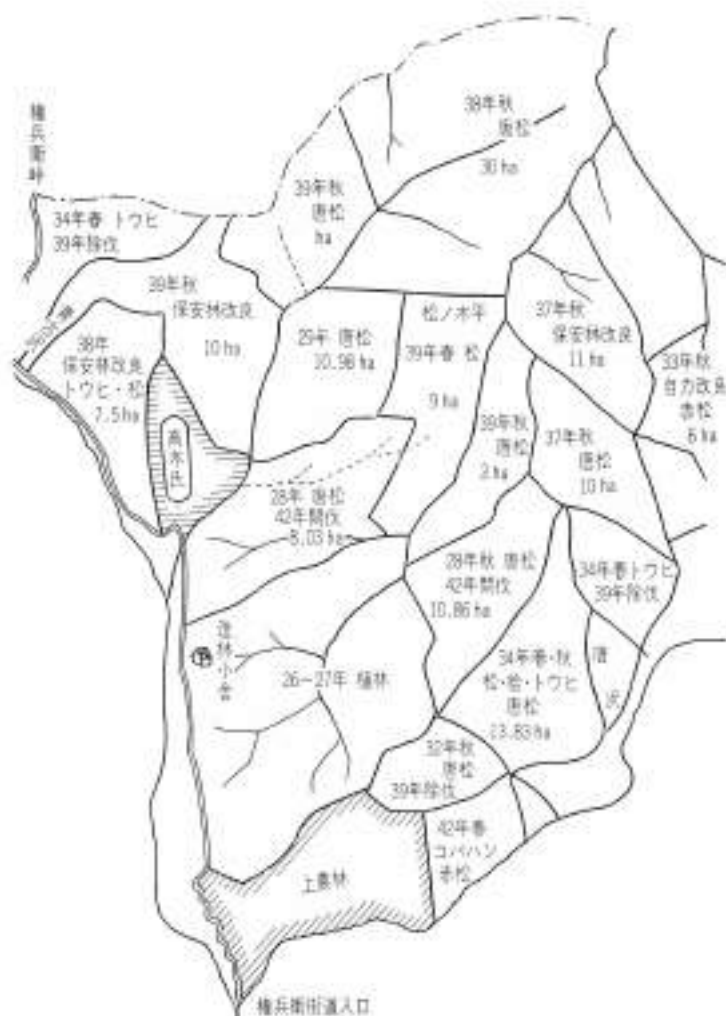 権兵衛峠
34年春 トウヒ
39年除伐
39年秋
唐松
ha
38年秋
唐松
30 ha
39年秋
保安林改良
10 ha
38年
保安林改良
トウヒ・松
7.5 ha
高木氏
29年 唐松
10.98 ha
松ノ木平
39年春 松
9 ha
37年秋
保安林改良
11 ha
33年秋
自力改良
赤松
6 ha
39年秋
唐松
3 ha
37年秋
唐松
10 ha
28年 唐松
42年間伐
8.03 ha
28年秋 唐松
42年間伐
10.86 ha
34年春トウヒ
39年除伐
造林小舎
26〜27年 植林
34年春・秋
松・桧・トウヒ
唐松
13.83 ha
唐沢
32年秋
唐松
39年除伐
42年春
コバハン
赤松
上農林
権兵衛街道入口